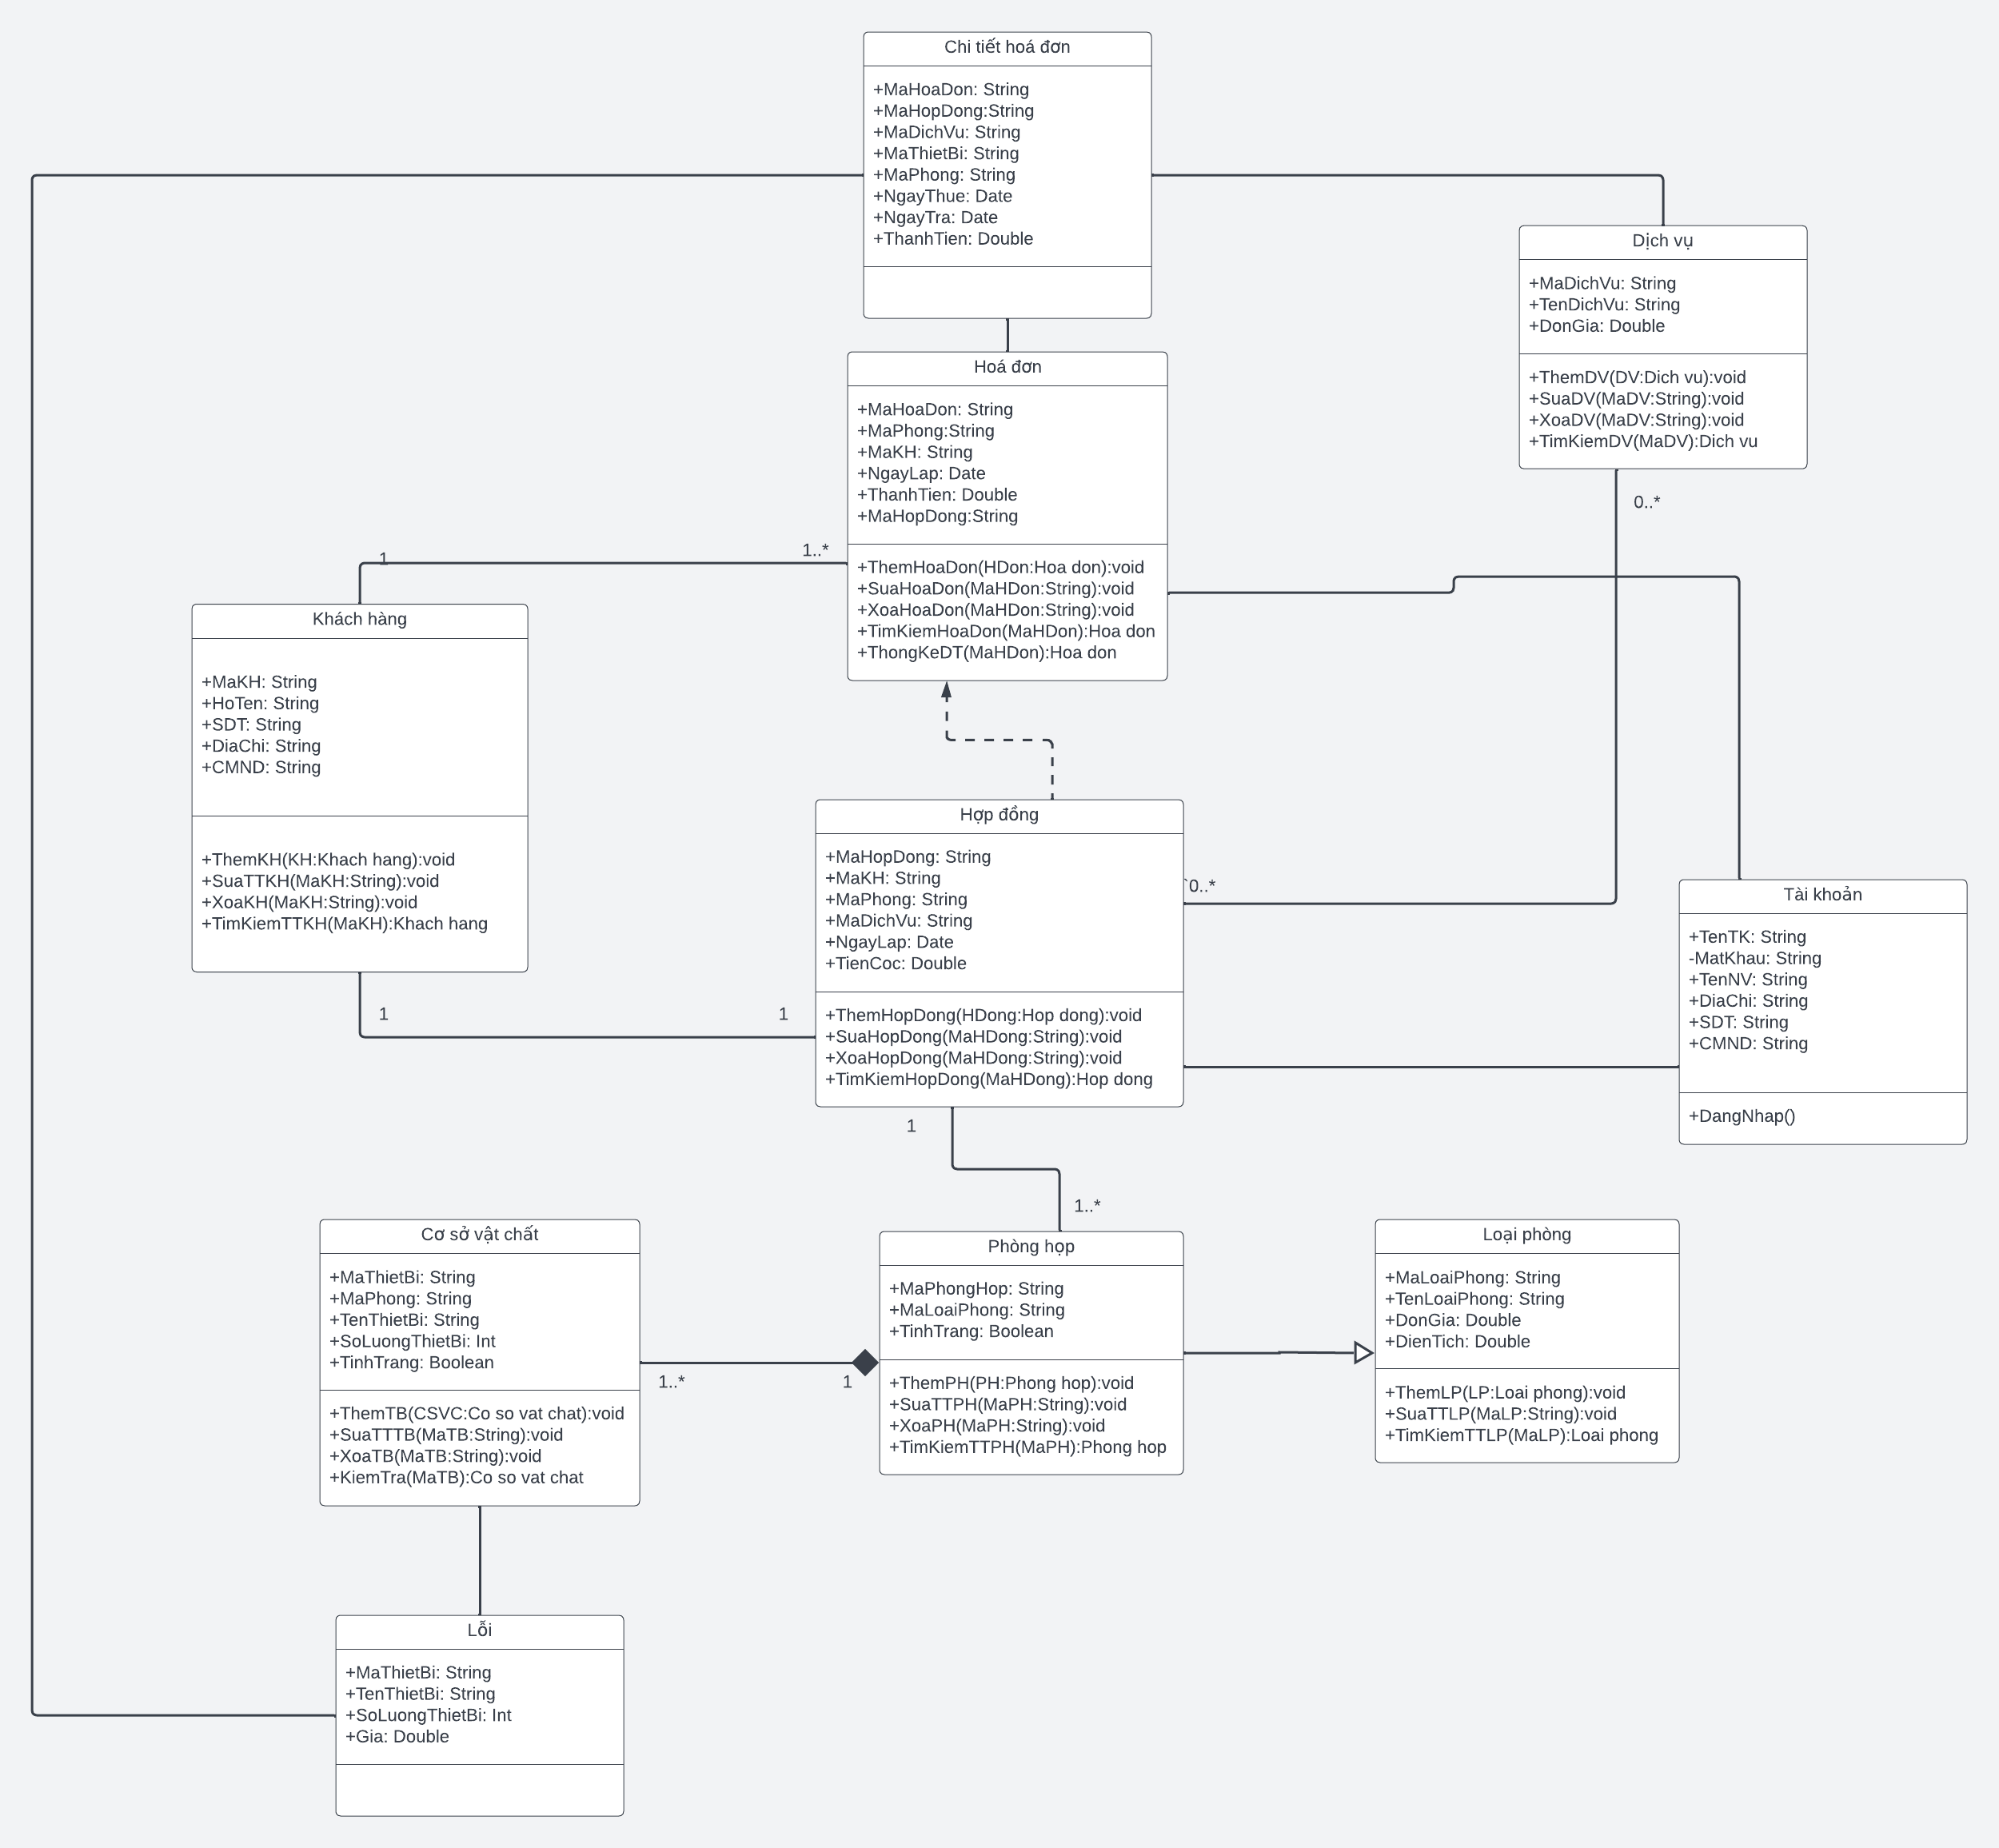 Chi tiết hoá đơn
+MaHoaDon: String
+MaHopDong:String
+MaDichVu: String
+MaThietBi: String
+MaPhong: String
+NgayThue: Date
+NgayTra: Date
+ThanhTien: Double
Dịch vụ
+MaDichVu: String
+TenDichVu: String
+DonGia: Double
+ThemDV(DV:Dich vu):void
+SuaDV(MaDV:String):void
+XoaDV(MaDV:String):void
+TimKiemDV(MaDV):Dich vu
0..*
Hoá đơn
+MaHoaDon: String
+MaPhong:String
+MaKH: String
+NgayLap: Date
+ThanhTien: Double
+MaHopDong:String
+ThemHoaDon(HDon:Hoa don):void
+SuaHoaDon(MaHDon:String):void
+XoaHoaDon(MaHDon:String):void
+TimKiemHoaDon(MaHDon):Hoa don
+ThongKeDT(MaHDon):Hoa don
1
1..*
Khách hàng
+MaKH: String
+HoTen: String
+SDT: String
+DiaChi: String
+CMND: String
+ThemKH(KH:Khach hang):void
+SuaTTKH(MaKH:String):void
+XoaKH(MaKH:String):void
+TimKiemTTKH(MaKH):Khach hang
1
1
Hợp đồng
+MaHopDong: String
+MaKH: String
+MaPhong: String
+MaDichVu: String
+NgayLap: Date
+TienCoc: Double
+ThemHopDong(HDong:Hop dong):void
+SuaHopDong(MaHDong:String):void
+XoaHopDong(MaHDong:String):void
+TimKiemHopDong(MaHDong):Hop dong
`0..*
Tài khoản
+TenTK: String
-MatKhau: String
+TenNV: String
+DiaChi: String
+SDT: String
+CMND: String
+DangNhap()
1
1..*
Cơ sở vật chất
+MaThietBi: String
+MaPhong: String
+TenThietBi: String
+SoLuongThietBi: Int
+TinhTrang: Boolean
+ThemTB(CSVC:Co so vat chat):void
+SuaTTTB(MaTB:String):void
+XoaTB(MaTB:String):void
+KiemTra(MaTB):Co so vat chat
1..*
1
Phòng họp
+MaPhongHop: String
+MaLoaiPhong: String
+TinhTrang: Boolean
+ThemPH(PH:Phong hop):void
+SuaTTPH(MaPH:String):void
+XoaPH(MaPH:String):void
+TimKiemTTPH(MaPH):Phong hop
Loại phòng
+MaLoaiPhong: String
+TenLoaiPhong: String
+DonGia: Double
+DienTich: Double
+ThemLP(LP:Loai phong):void
+SuaTTLP(MaLP:String):void
+TimKiemTTLP(MaLP):Loai phong
Lỗi
+MaThietBi: String
+TenThietBi: String
+SoLuongThietBi: Int
+Gia: Double